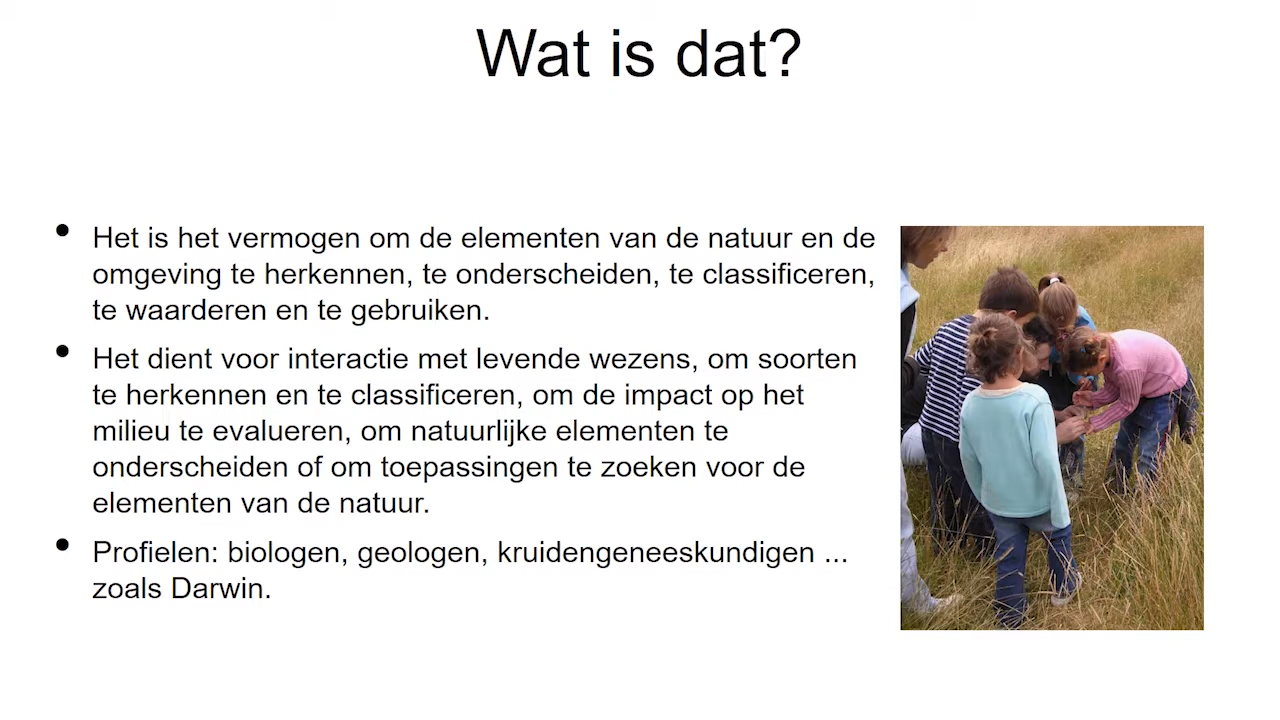 Wat is dat?
• Het is het vermogen om de elementen van de natuur en de
omgeving te herkennen, te onderscheiden, te classificeren,
te waarderen en te gebruiken.
• Het dient voor interactie met levende wezens, om soorten
te herkennen en te classificeren, om de impact op het
milieu te evalueren, om natuurlijke elementen te
onderscheiden of om toepassingen te zoeken voor de
elementen van de natuur.
• Profielen: biologen, geologen, kruidengeneeskundigen ...
zoals Darwin.